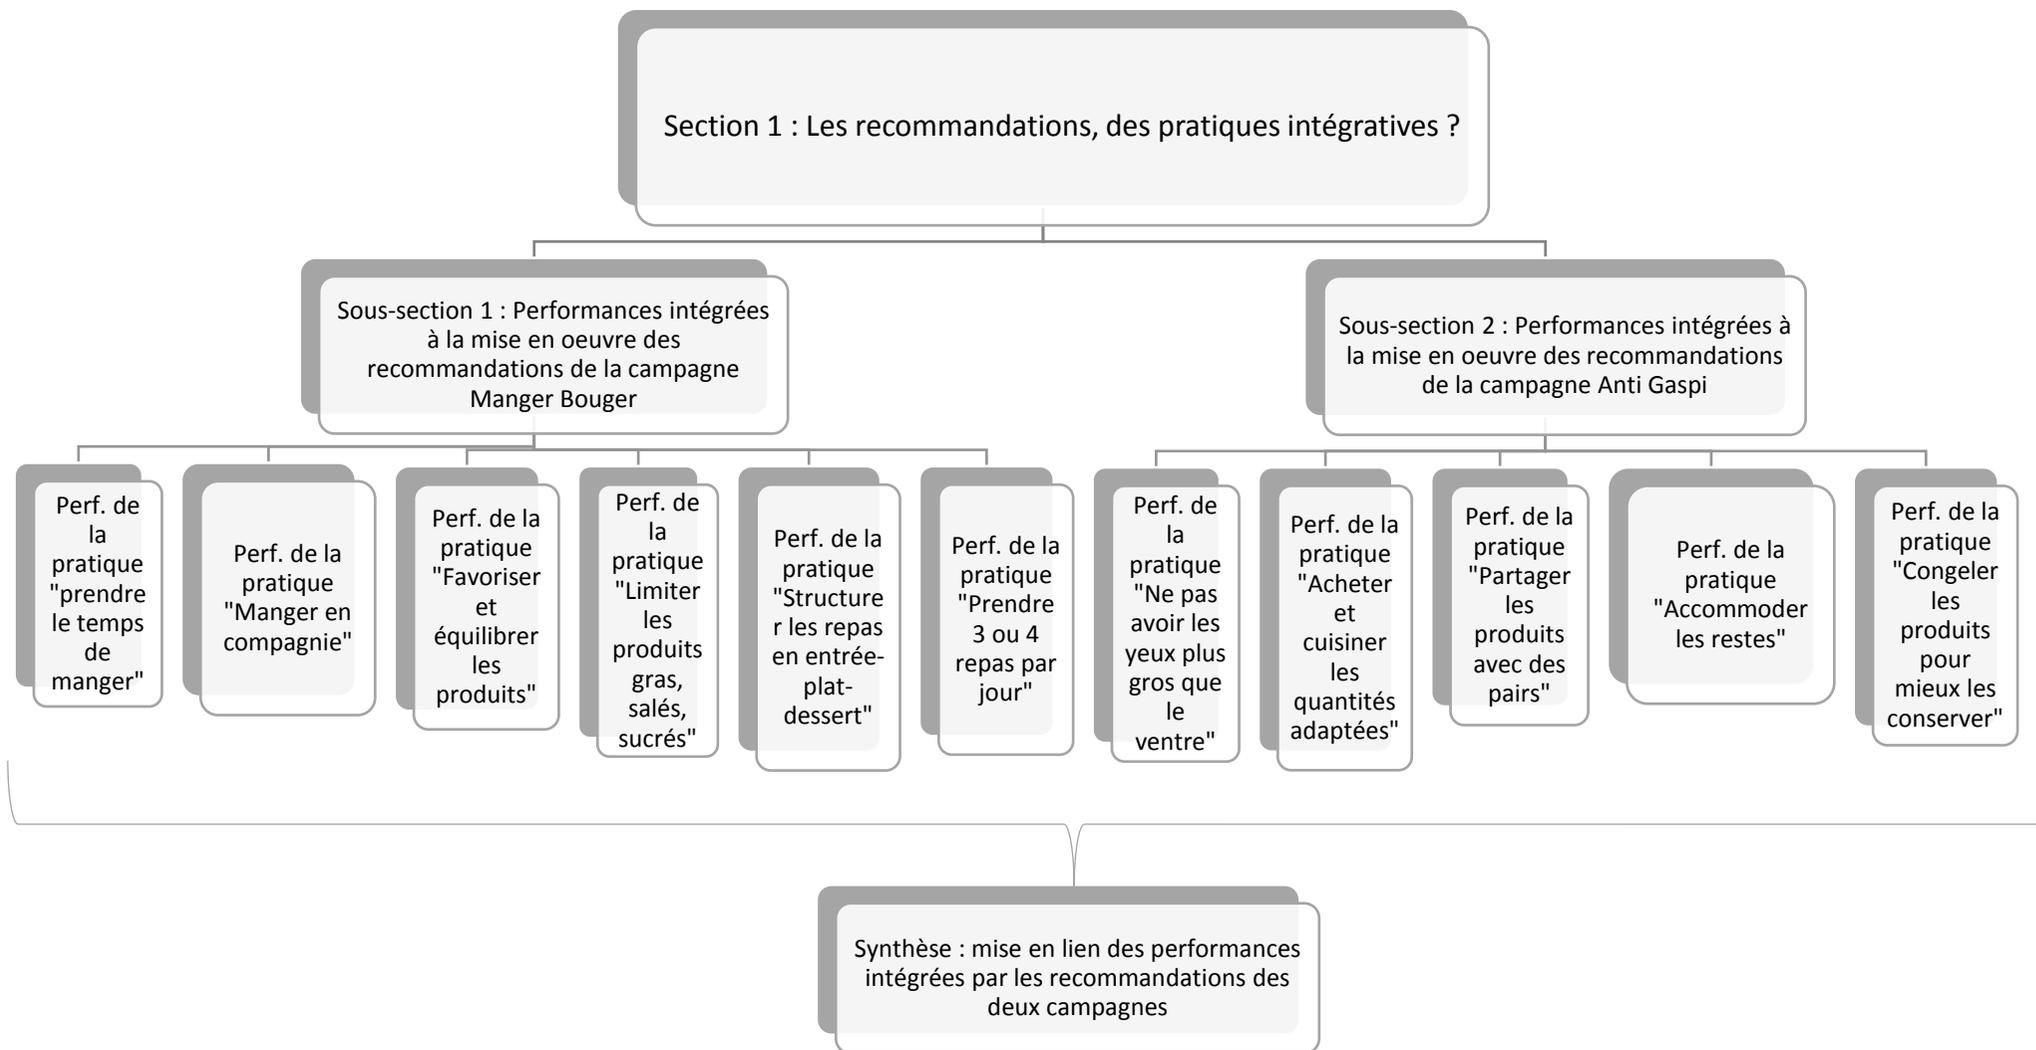 Section 1 : Les recommandations, des pratiques intégratives ?
Sous-section 1 : Performances intégrées
à la mise en oeuvre des
recommandations de la campagne
Manger Bouger
Sous-section 2 : Performances intégrées à
la mise en oeuvre des recommandations
de la campagne Anti Gaspi
Perf. de
la
pratique
"prendre
le temps
de
manger"
Perf. de la
pratique
"Manger en
compagnie"
Perf. de la
pratique
"Favoriser
et
équilibrer
les
produits"
Perf. de
la
pratique
"Limiter
les
produits
gras,
salés,
sucrés"
Perf. de la
pratique
"Structure
r les repas
en entrée-
plat-
dessert"
Perf. de la
pratique
"Prendre
3 ou 4
repas par
jour"
Perf. de
la
pratique
"Ne pas
avoir les
yeux plus
gros que
le
ventre"
Perf. de la
pratique
"Acheter
et
cuisiner
les
quantités
adaptées"
Perf. de la
pratique
"Partager
les
produits
avec des
pairs"
Perf. de la
pratique
"Accommoder
les restes"
Perf. de la
pratique
"Congeler
les
produits
pour
mieux les
conserver"
Synthèse : mise en lien des performances
intégrées par les recommandations des
deux campagnes